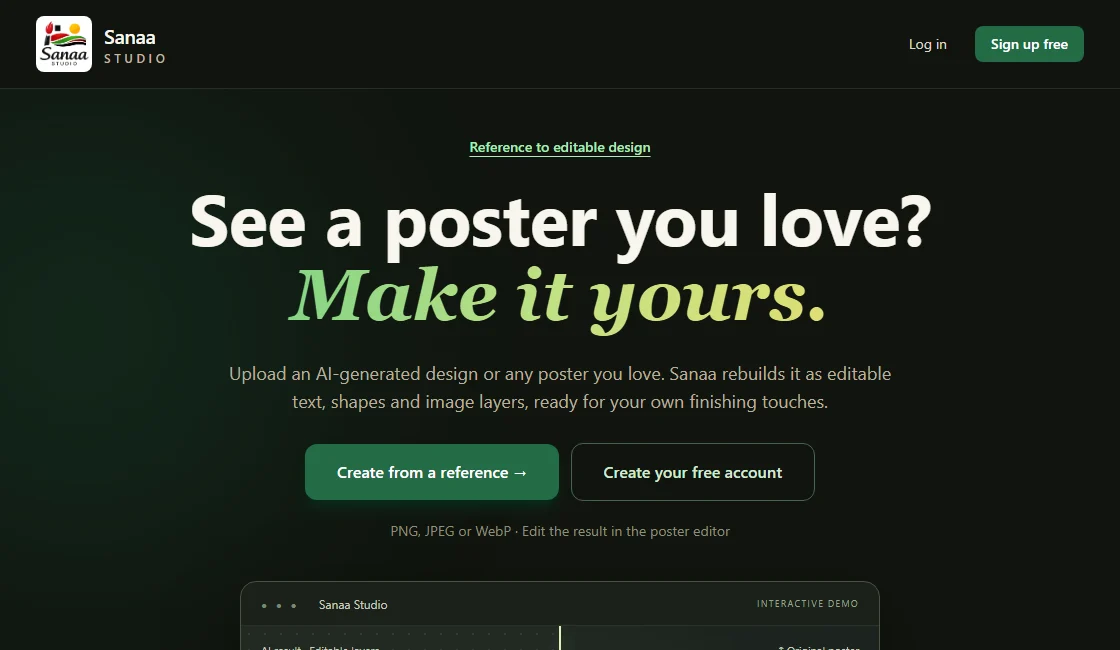 Sanaa
STUDIO
Sanaa
STUDIO
Log in
Sign up free
Reference to editable design
See a poster you love?
Make it yours.
Upload an AI-generated design or any poster you love. Sanaa rebuilds it as editable
text, shapes and image layers, ready for your own finishing touches.
Create from a reference →
Create your free account
PNG, JPEG or WebP · Edit the result in the poster editor
Sanaa Studio
INTERACTIVE DEMO